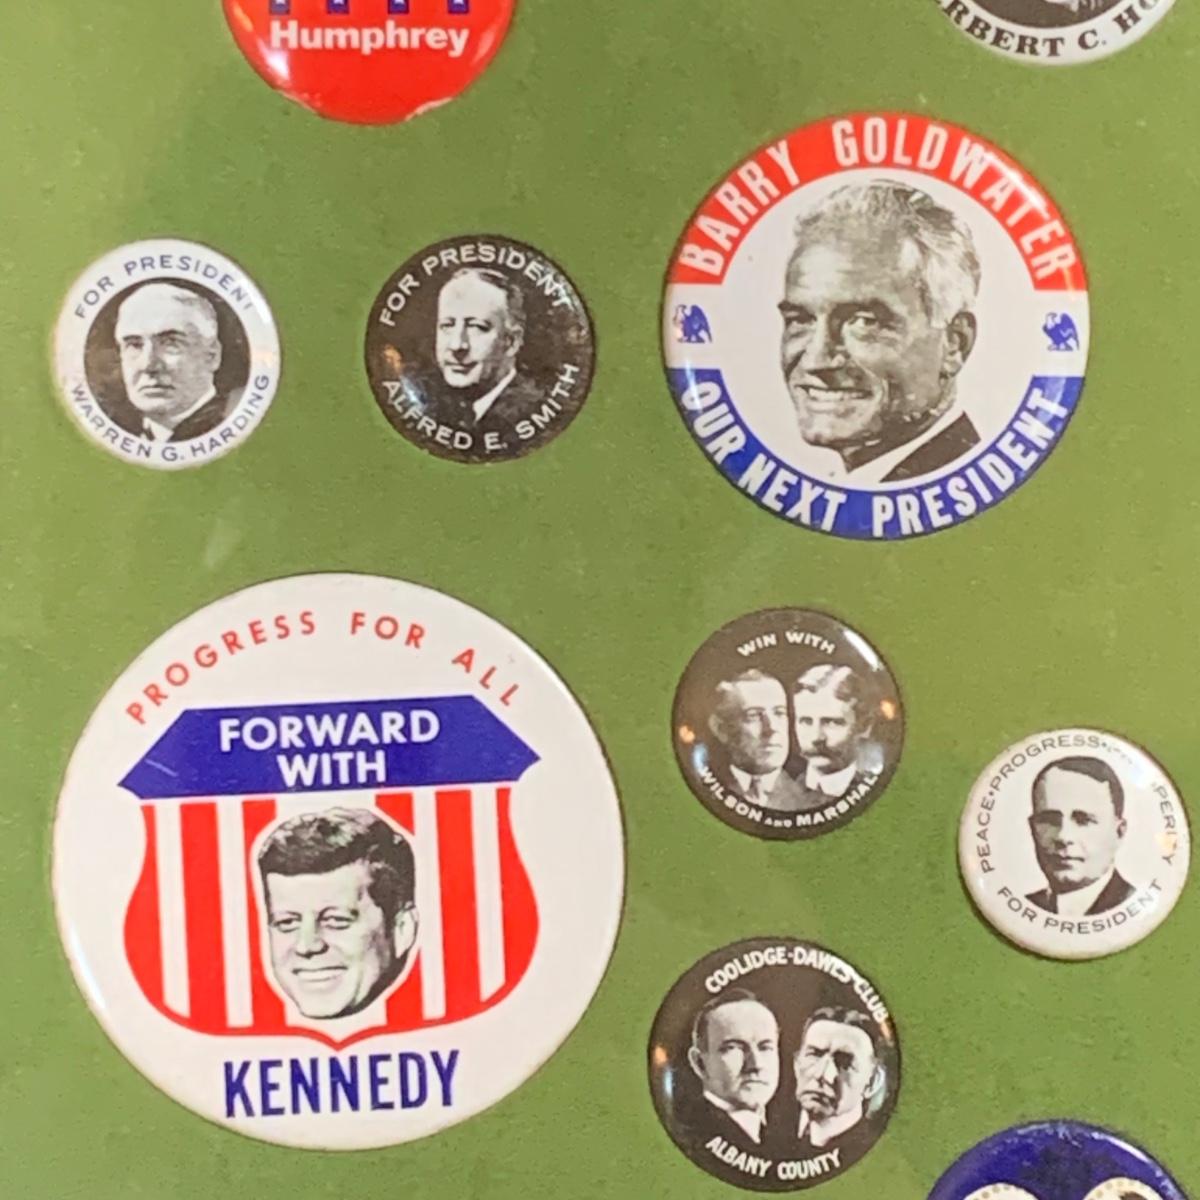 Humphrey
RBERT C. HO
FOR PRESIDENT
WARREN G. HARDING
FOR PRESIDENT
ALFRED E. SMITH
BARRY GOLDWATER
OUR NEXT PRESIDENT
PROGRESS FOR ALL
FORWARD
WITH
KENNEDY
WIN WITH
WILSON AND MARSHALL
PEACE • PROGRESS •
FOR PRESIDENT
COOLIDGE-DAWES-CLUB
ALBANY COUNTY